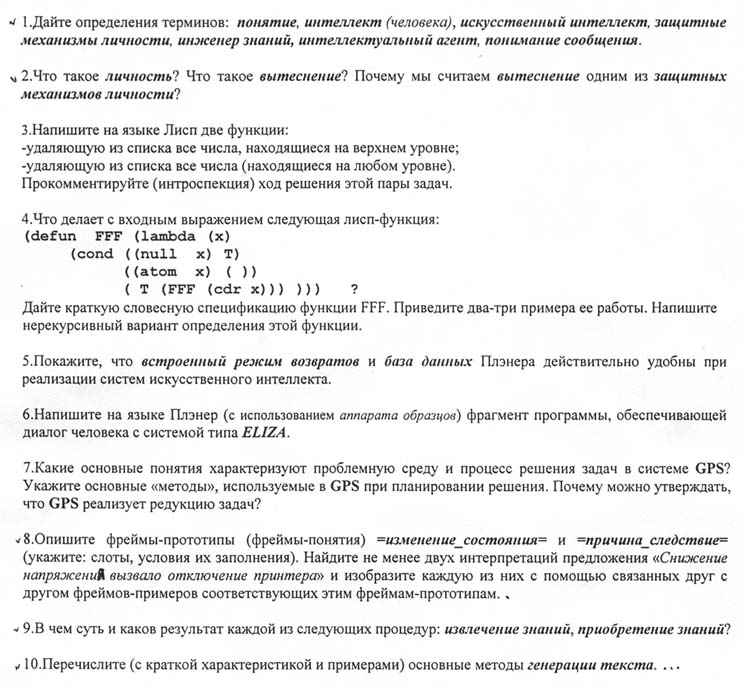 ✓ 1.Дайте определения терминов: понятие, интеллект (человека), искусственный интеллект, защитные
механизмы личности, инженер знаний, интеллектуальный агент, понимание сообщения.
✓ 2.Что такое личность? Что такое вытеснение? Почему мы считаем вытеснение одним из защитных
механизмов личности?
3.Напишите на языке Лисп две функции:
-удаляющую из списка все числа, находящиеся на верхнем уровне;
-удаляющую из списка все числа (находящиеся на любом уровне).
Прокомментируйте (интроспекция) ход решения этой пары задач.
4.Что делает с входным выражением следующая лисп-функция:
(defun FFF (lambda (x)
(cond ((null x) T)
((atom x) ( ))
( T (FFF (cdr x))) ))) ?
Дайте краткую словесную спецификацию функции FFF. Приведите два-три примера ее работы. Напишите
нерекурсивный вариант определения этой функции.
5.Покажите, что встроенный режим возвратов и база данных Плэнера действительно удобны при
реализации систем искусственного интеллекта.
6.Напишите на языке Плэнер (с использованием аппарата образцов) фрагмент программы, обеспечивающей
диалог человека с системой типа ELIZA.
7.Какие основные понятия характеризуют проблемную среду и процесс решения задач в системе GPS?
Укажите основные «методы», используемые в GPS при планировании решения. Почему можно утверждать,
что GPS реализует редукцию задач?
✓ 8.Опишите фреймы-прототипы (фреймы-понятия) =изменение_состояния= и =причина_следствие=
(укажите: слоты, условия их заполнения). Найдите не менее двух интерпретаций предложения «Снижение
напряжения вызвало отключение принтера» и изобразите каждую из них с помощью связанных друг с
другом фреймов-примеров соответствующих этим фреймам-прототипам.
✓ 9.В чем суть и каков результат каждой из следующих процедур: извлечение знаний, приобретение знаний?
✓ 10.Перечислите (с краткой характеристикой и примерами) основные методы генерации текста. ...